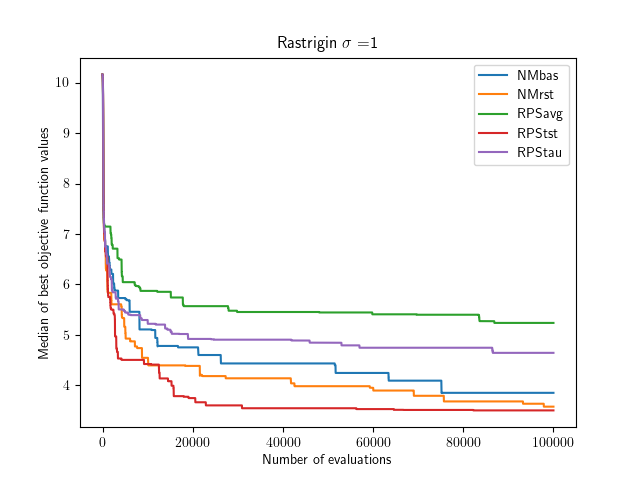 Rastrigin σ =1
Median of best objective function values
10
9
8
7
6
5
4
0
20000
40000
60000
80000
100000
Number of evaluations
NMbas
NMrst
RPSavg
RPStst
RPStau